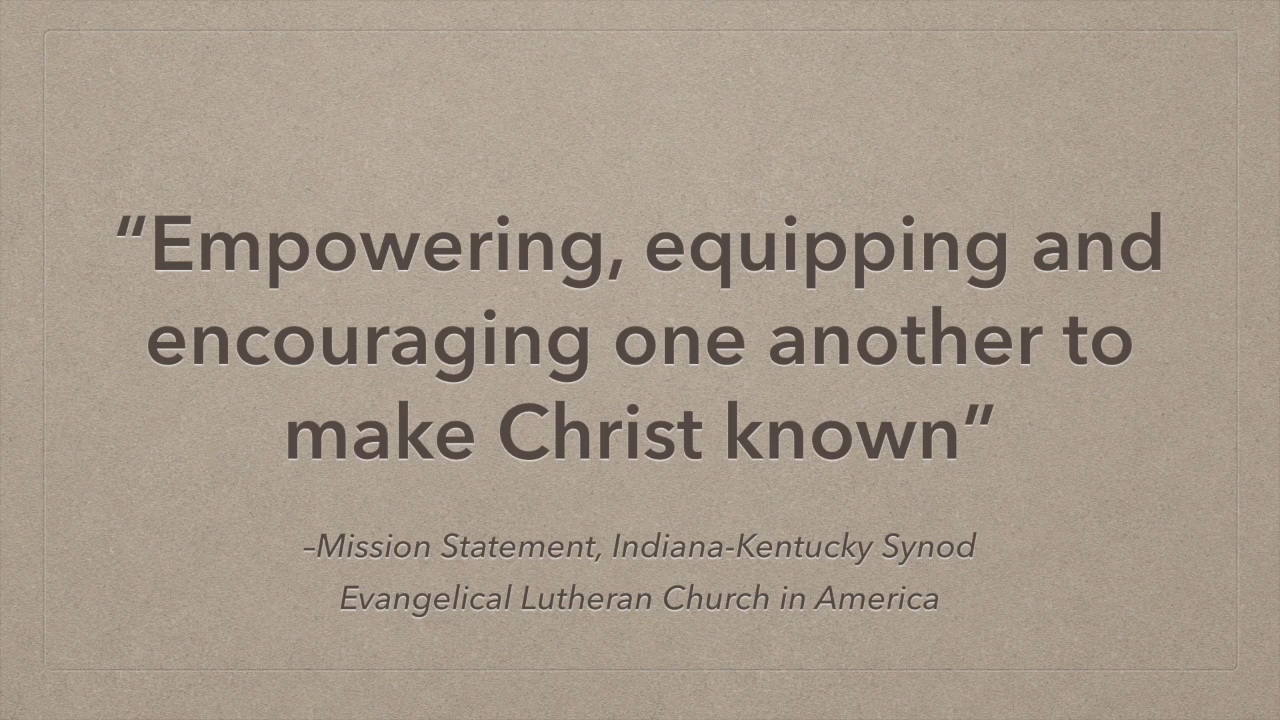 “Empowering, equipping and
encouraging one another to
make Christ known”
–Mission Statement, Indiana-Kentucky Synod
Evangelical Lutheran Church in America